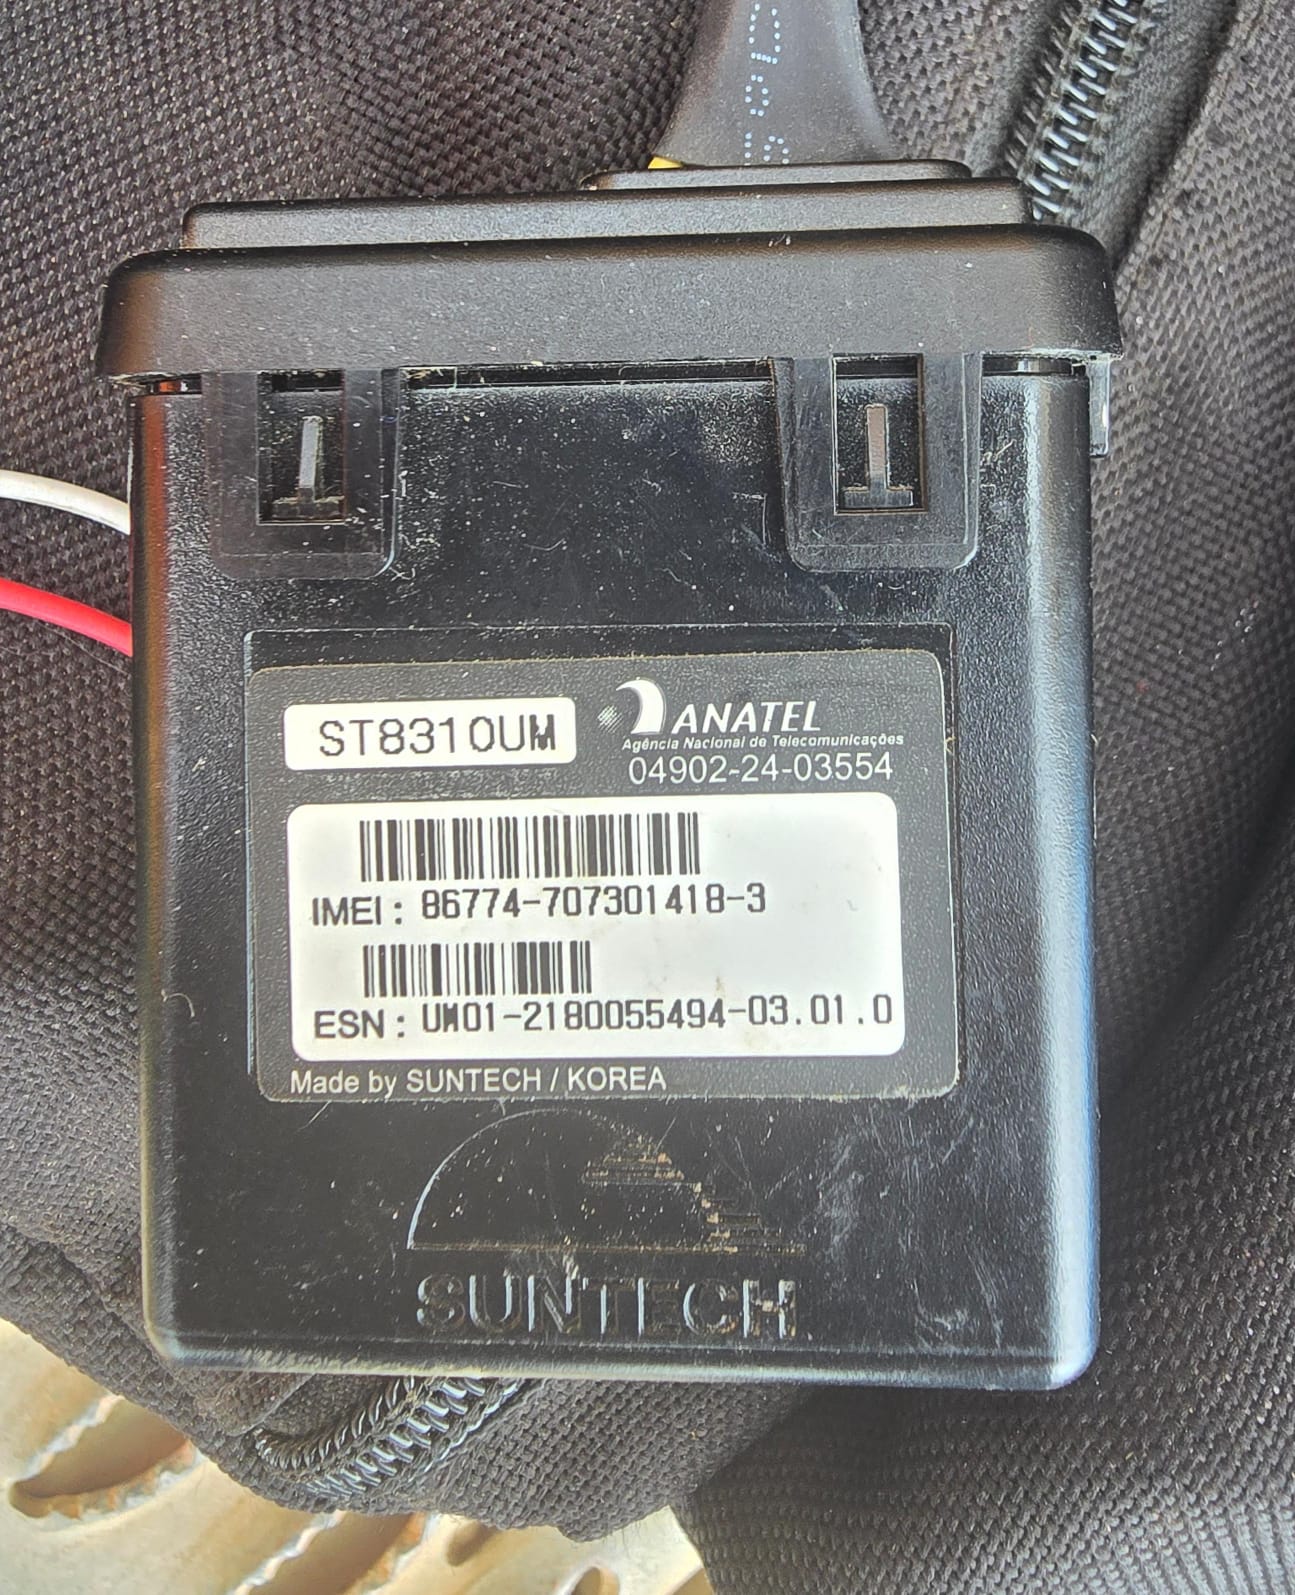 ST8310UM
ANATEL
Agência Nacional de Telecomunicações
04902-24-03554
IMEI : 86774-707301418-3
ESN : UM01-2180055494-03.01.0
Made by SUNTECH / KOREA
SUNTECH